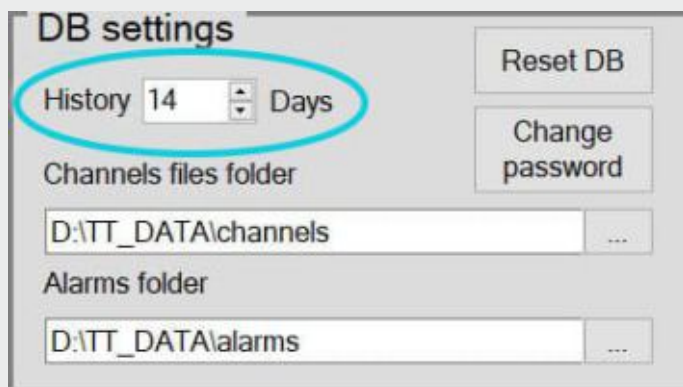 DB settings
Reset DB
History 14 Days
Change
password
Channels files folder
D:\TT_DATA\channels ...
Alarms folder
D:\TT_DATA\alarms ...